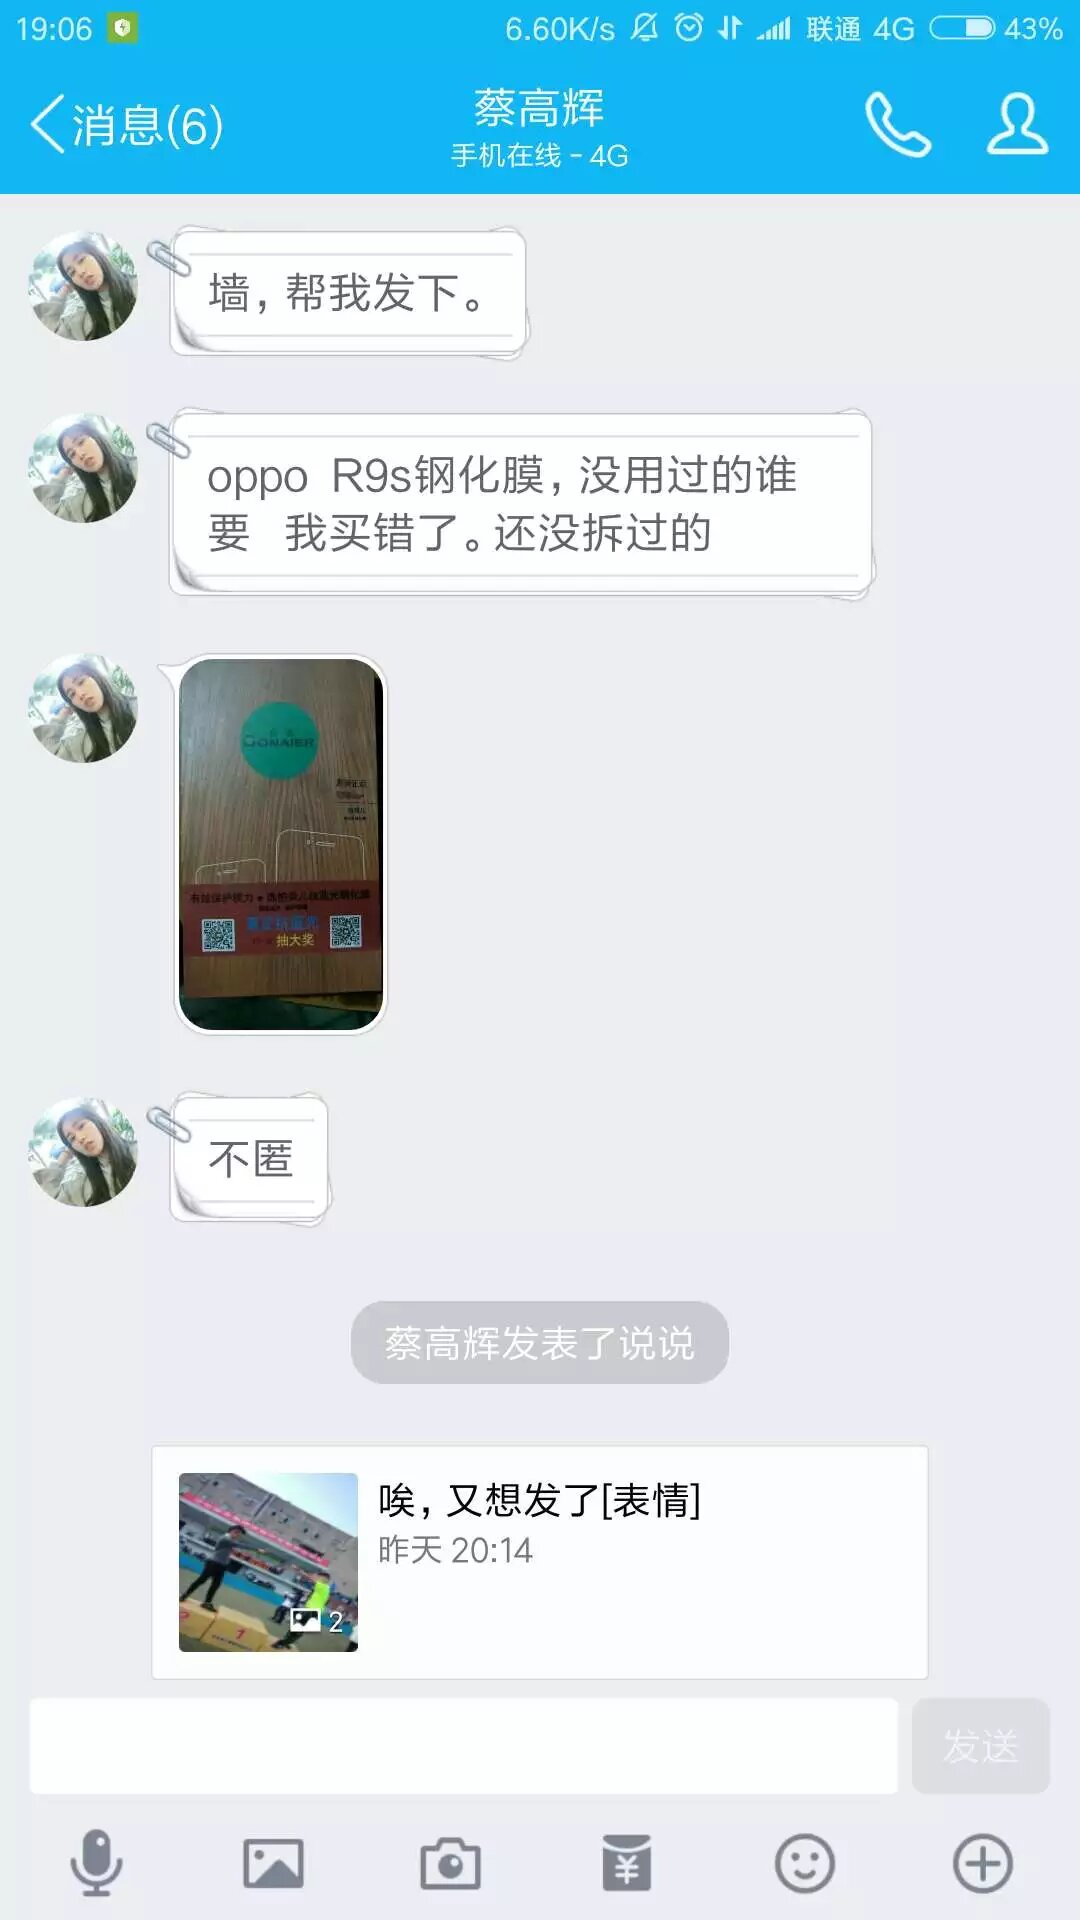 19:06 6.60K/s 联通 4G 43%
消息(6)
蔡高辉
手机在线 - 4G
墙，帮我发下。
oppo R9s钢化膜，没用过的谁
要 我买错了。还没拆过的
抽大奖
不匿
蔡高辉发表了说说
唉，又想发了[表情]
昨天 20:14
2
1
2
发送